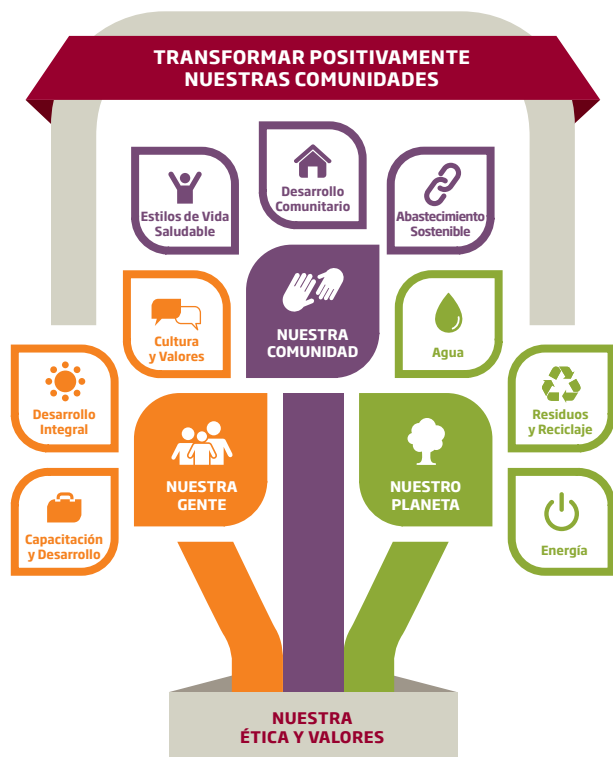 TRANSFORMAR POSITIVAMENTE
NUESTRAS COMUNIDADES
Estilos de Vida
Saludable
Desarrollo
Comunitario
Abastecimiento
Sostenible
Cultura
y Valores
NUESTRA
COMUNIDAD
Agua
Desarrollo
Integral
Residuos
y Reciclaje
NUESTRA
GENTE
NUESTRO
PLANETA
Capacitación
y Desarrollo
Energía
NUESTRA
ÉTICA Y VALORES